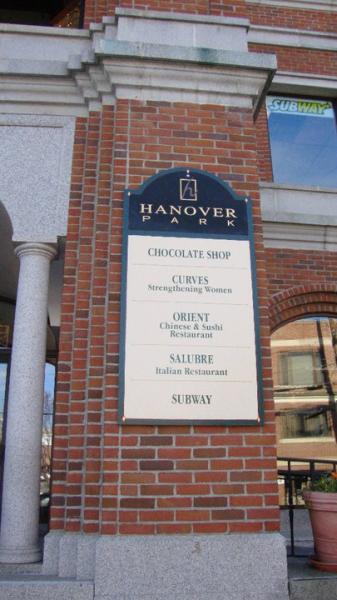 SUBWAY
HANOVER
PARK
CHOCOLATE SHOP
CURVES
Strengthening Women
ORIENT
Chinese & Sushi
Restaurant
SALUBRE
Italian Restaurant
SUBWAY